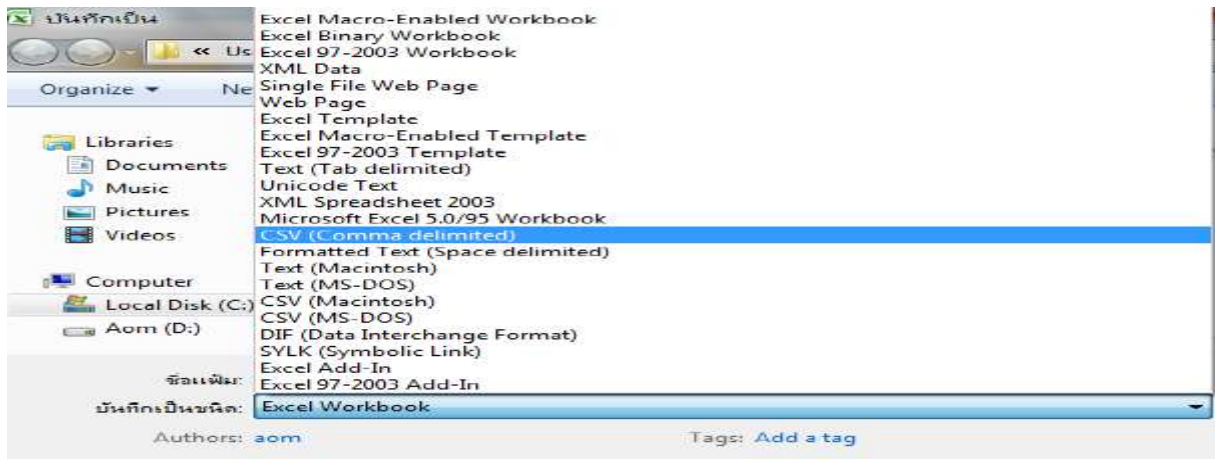 บันทึกเป็น
« Us
Organize
Ne
Libraries
Documents
Music
Pictures
Videos
Computer
Local Disk (C:)
Aom (D:)
Excel Macro-Enabled Workbook
Excel Binary Workbook
Excel 97-2003 Workbook
XML Data
Single File Web Page
Web Page
Excel Template
Excel Macro-Enabled Template
Excel 97-2003 Template
Text (Tab delimited)
Unicode Text
XML Spreadsheet 2003
Microsoft Excel 5.0/95 Workbook
CSV (Comma delimited)
Formatted Text (Space delimited)
Text (Macintosh)
Text (MS-DOS)
CSV (Macintosh)
CSV (MS-DOS)
DIF (Data Interchange Format)
SYLK (Symbolic Link)
Excel Add-In
Excel 97-2003 Add-In
ชื่อแฟ้ม:
บันทึกเป็นชนิด: Excel Workbook
Authors: aom
Tags: Add a tag